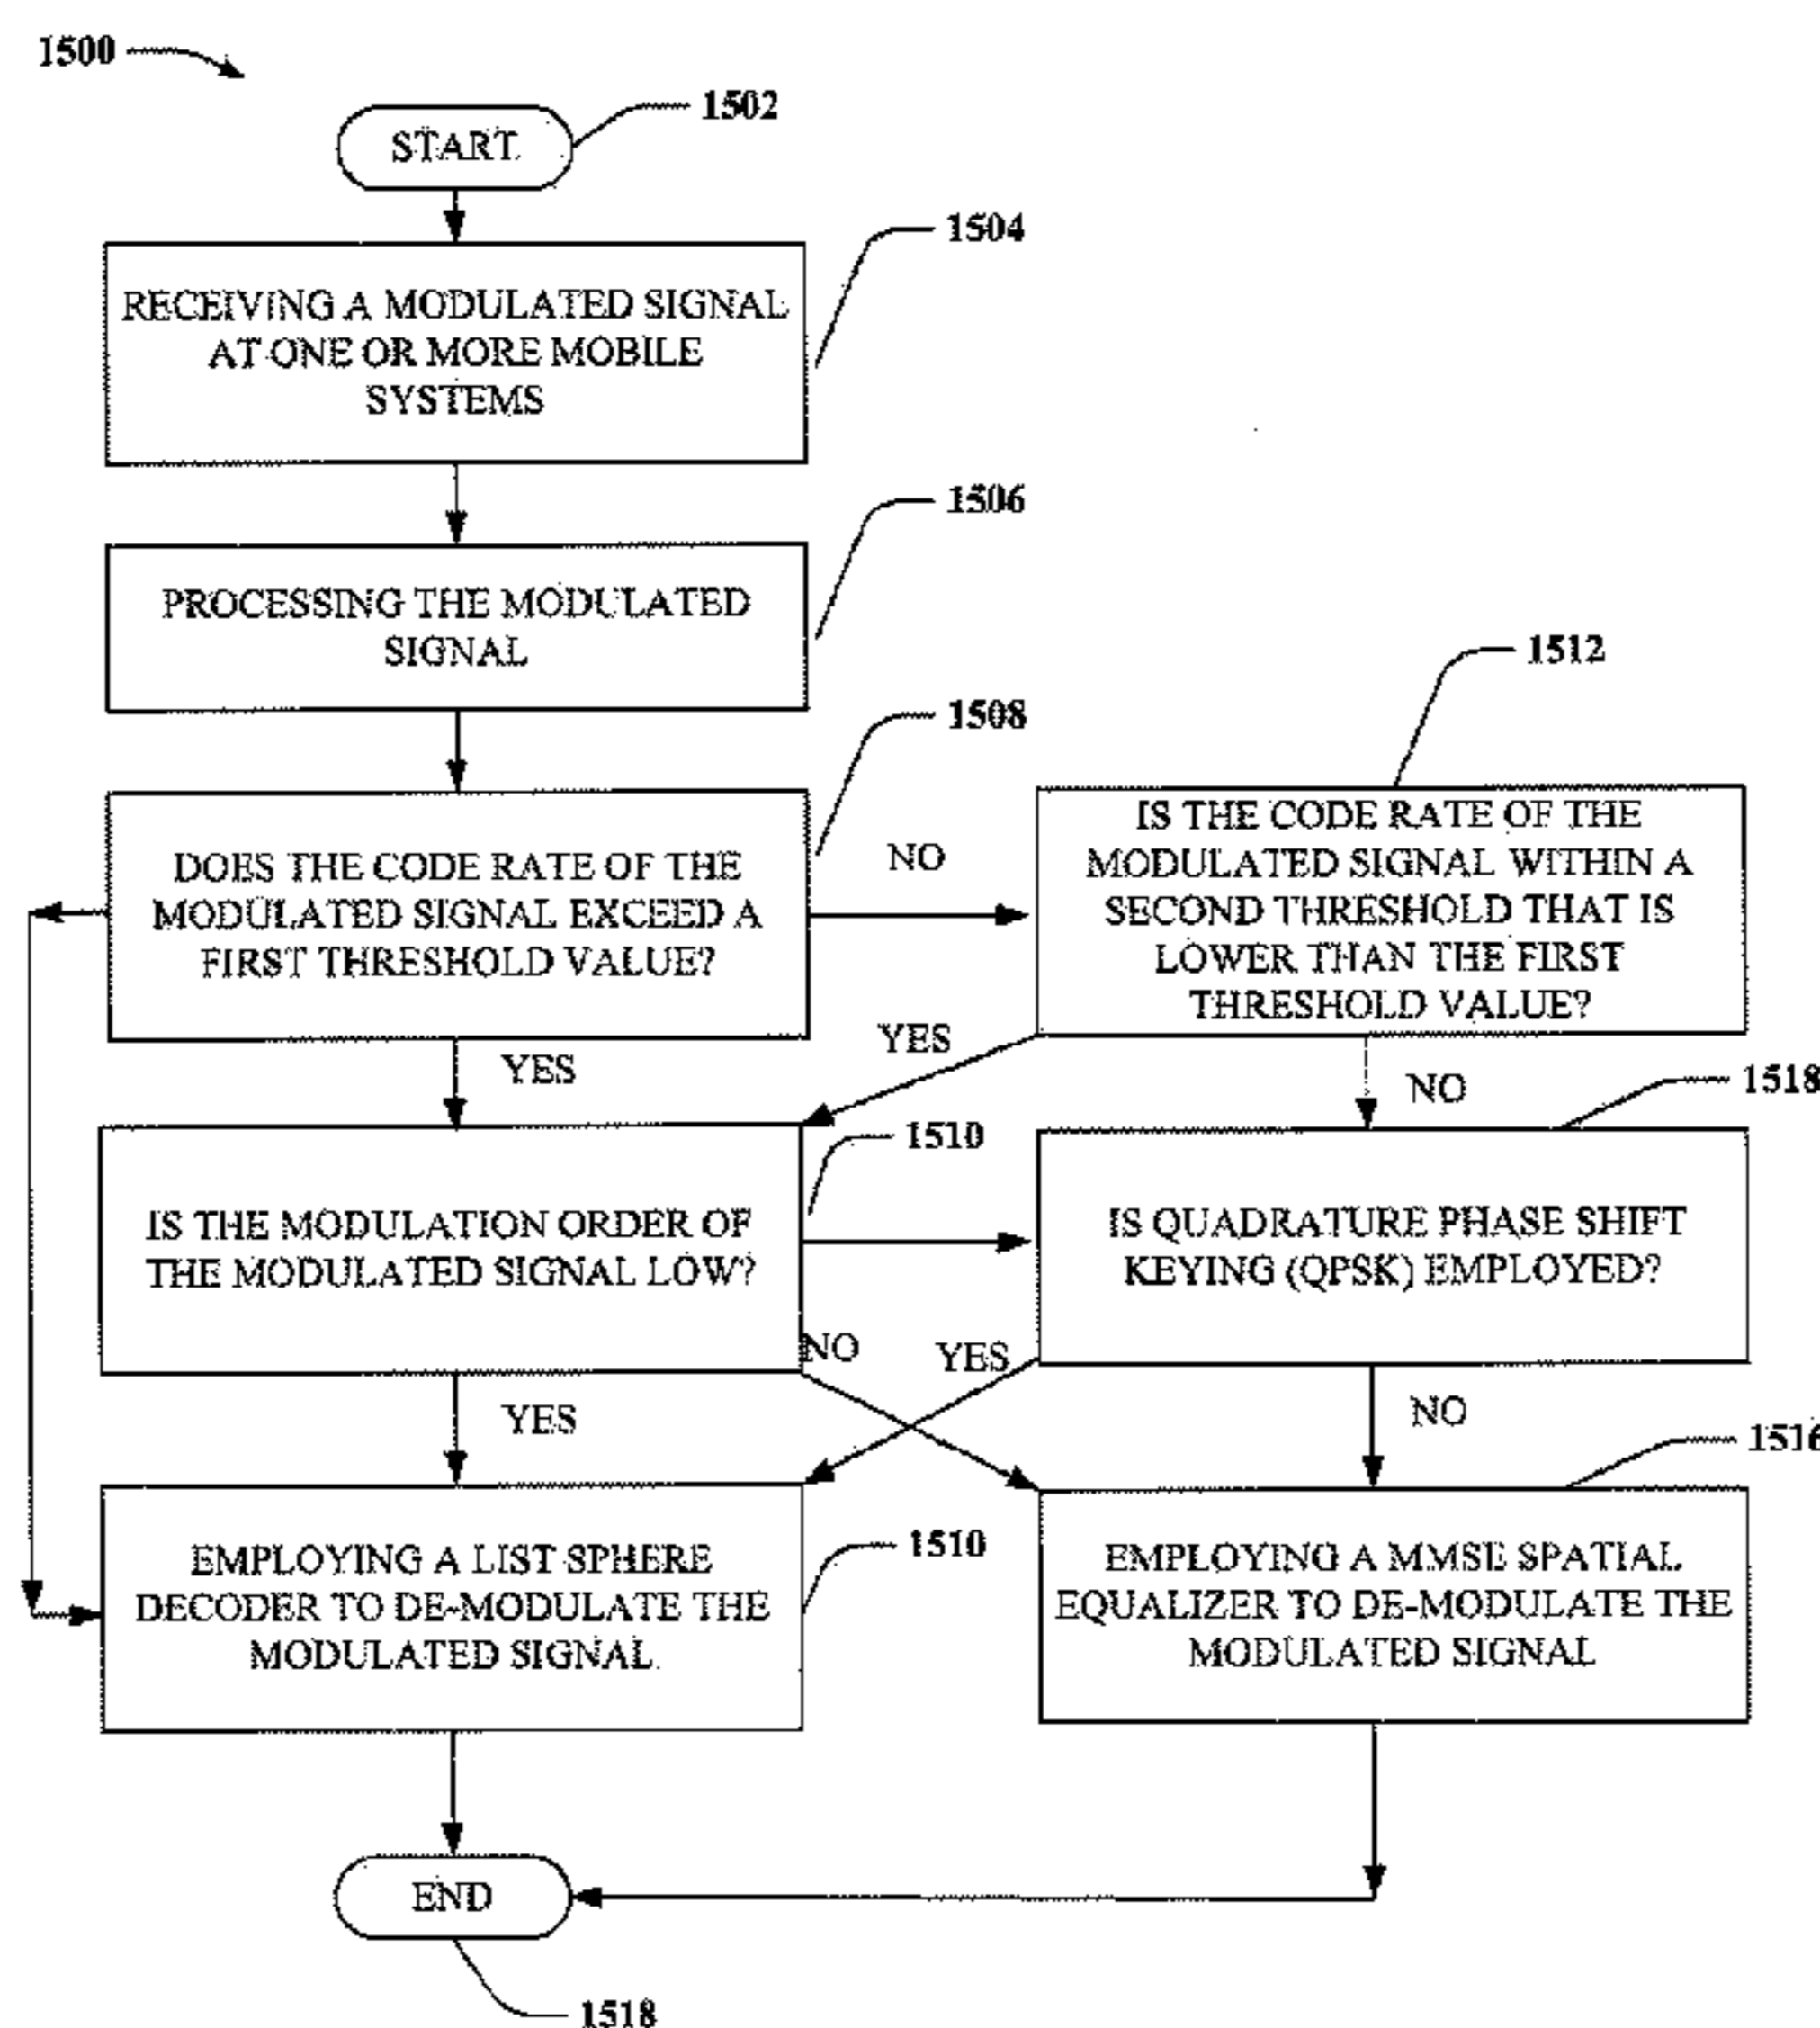 1500
START
1502
RECEIVING A MODULATED SIGNAL
AT ONE OR MORE MOBILE
SYSTEMS
1504
PROCESSING THE MODULATED
SIGNAL
1506
DOES THE CODE RATE OF THE
MODULATED SIGNAL EXCEED A
FIRST THRESHOLD VALUE?
1508
NO
YES
IS THE CODE RATE OF THE
MODULATED SIGNAL WITHIN A
SECOND THRESHOLD THAT IS
LOWER THAN THE FIRST
THRESHOLD VALUE?
1512
YES
NO
IS THE MODULATION ORDER OF
THE MODULATED SIGNAL LOW?
1510
NO
YES
IS QUADRATURE PHASE SHIFT
KEYING (QPSK) EMPLOYED?
1518
YES
NO
EMPLOYING A LIST SPHERE
DECODER TO DE-MODULATE THE
MODULATED SIGNAL
1510
EMPLOYING A MMSE SPATIAL
EQUALIZER TO DE-MODULATE THE
MODULATED SIGNAL
1516
END
1518